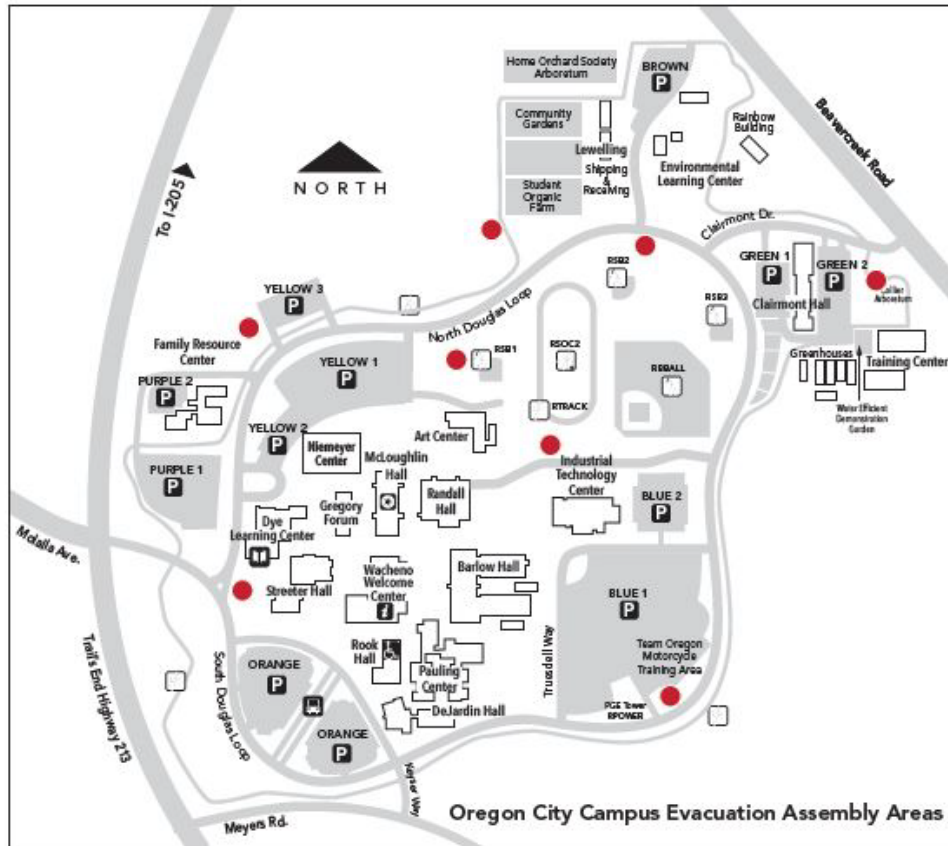 Home Orchard Society
Arboretum
BROWN
P
Community
Gardens
Lewelling
Shipping
&
Receiving
Student
Organic
Farm
Rainbow
Building
Environmental
Learning Center
Beavercreek Road
To I-205
NORTH
Clairmont Dr.
GREEN 1
P
GREEN 2
P
Clairmont Hall
Collier
Arboretum
RSB2
RSB3
YELLOW 3
P
North Douglas Loop
Family Resource
Center
RSB1
RSOC2
RBBALL
Greenhouses
Training Center
Water Efficient
Demonstration
Garden
YELLOW 1
P
PURPLE 2
P
RTRACK
YELLOW 2
P
Niemeyer
Center
Art Center
McLoughlin
Hall
PURPLE 1
P
Industrial
Technology
Center
Randall
Hall
Gregory
Forum
BLUE 2
P
Dye
Learning Center
Molalla Ave.
Streeter Hall
Wacheno
Welcome
Center
i
Barlow Hall
BLUE 1
P
Rook
Hall
Pauling
Center
Truesdell Way
Team Oregon
Motorcycle
Training Area
ORANGE
P
South Douglas Loop
Trail's End Highway 213
DeJardin Hall
PGE Tower
RPOWER
ORANGE
P
Keyser Way
Meyers Rd.
Oregon City Campus Evacuation Assembly Areas